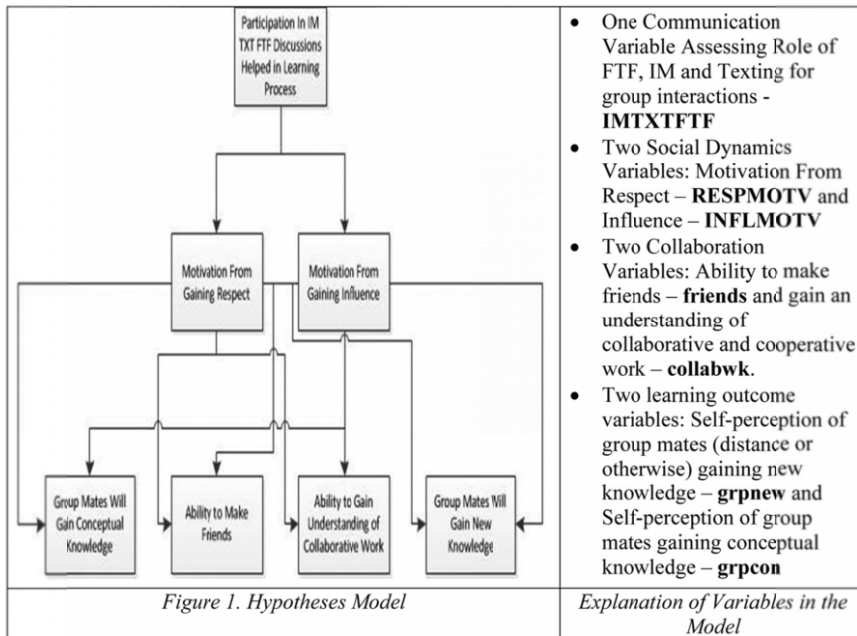 Participation In IM
TXT FTF Discussions
Helped in Learning
Process
Motivation From
Gaining Respect
Motivation From
Gaining Influence
Group Mates Will
Gain Conceptual
Knowledge
Ability to Make
Friends
Ability to Gain
Understanding of
Collaborative Work
Group Mates Will
Gain New
Knowledge
Figure 1. Hypotheses Model
• One Communication
Variable Assessing Role of
FTF, IM and Texting for
group interactions -
IMTXTFTF
• Two Social Dynamics
Variables: Motivation From
Respect – RESPMOTV and
Influence – INFLMOTV
• Two Collaboration
Variables: Ability to make
friends – friends and gain an
understanding of
collaborative and cooperative
work – collabwk.
• Two learning outcome
variables: Self-perception of
group mates (distance or
otherwise) gaining new
knowledge – grpnew and
Self-perception of group
mates gaining conceptual
knowledge – grpcon
Explanation of Variables in the
Model